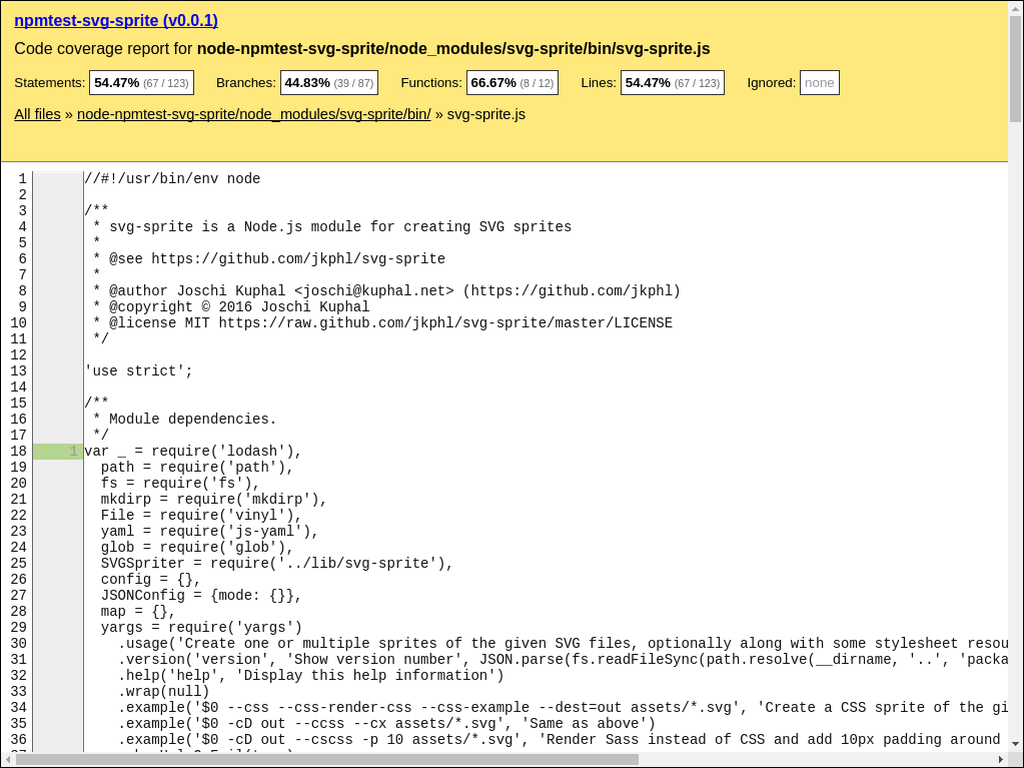 npmtest-svg-sprite (v0.0.1)
Code coverage report for node-npmtest-svg-sprite/node_modules/svg-sprite/bin/svg-sprite.js
Statements: 54.47% (67 / 123) Branches: 44.83% (39 / 87) Functions: 66.67% (8 / 12) Lines: 54.47% (67 / 123) Ignored: none
All files » node-npmtest-svg-sprite/node_modules/svg-sprite/bin/ » svg-sprite.js
1 //#!/usr/bin/env node
2
3 /**
4 * svg-sprite is a Node.js module for creating SVG sprites
5 *
6 * @see https://github.com/jkphl/svg-sprite
7 *
8 * @author Joschi Kuphal <joschi@kuphal.net> (https://github.com/jkphl)
9 * @copyright © 2016 Joschi Kuphal
10 * @license MIT https://raw.github.com/jkphl/svg-sprite/master/LICENSE
11 */
12
13 'use strict';
14
15 /**
16 * Module dependencies.
17 */
18 1 var _ = require('lodash'),
19 path = require('path'),
20 fs = require('fs'),
21 mkdirp = require('mkdirp'),
22 File = require('vinyl'),
23 yaml = require('js-yaml'),
24 glob = require('glob'),
25 SVGSpriter = require('../lib/svg-sprite'),
26 config = {},
27 JSONConfig = {mode: {}},
28 map = {},
29 yargs = require('yargs')
30 .usage('Create one or multiple sprites of the given SVG files, optionally along with some stylesheet resou
31 .version('version', 'Show version number', JSON.parse(fs.readFileSync(path.resolve(__dirname, '..', 'packa
32 .help('help', 'Display this help information')
33 .wrap(null)
34 .example('$0 --css --css-render-css --css-example --dest=out assets/*.svg', 'Create a CSS sprite of the gi
35 .example('$0 -cD out --ccss --cx assets/*.svg', 'Same as above')
36 .example('$0 -cD out --cscss -p 10 assets/*.svg', 'Render Sass instead of CSS and add 10px padding around